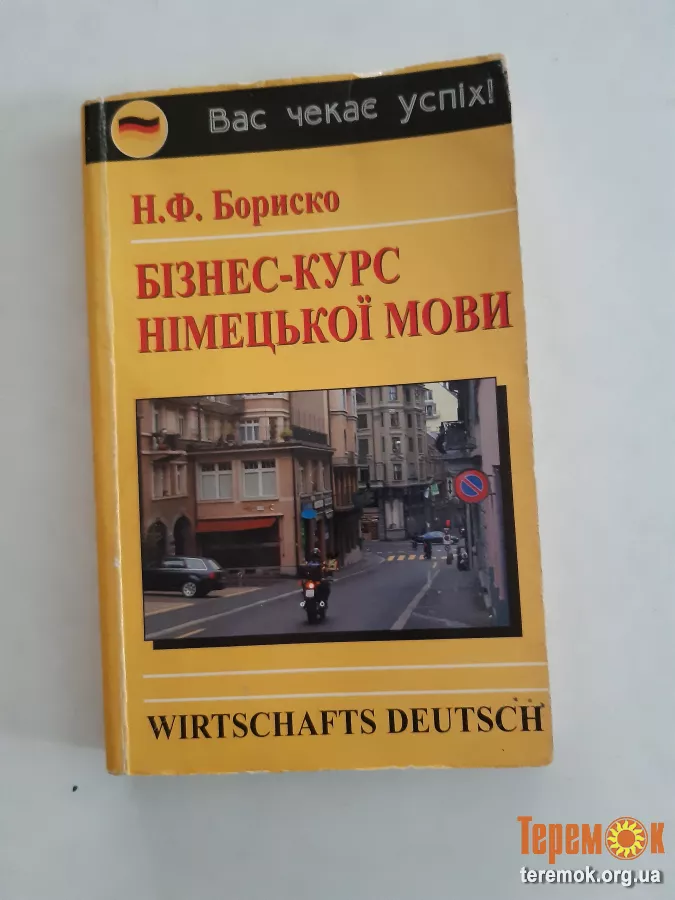 Вас чекає успіх!
Н.Ф. Бориско
БІЗНЕС-КУРС
НІМЕЦЬКОЇ МОВИ
WIRTSCHAFTS DEUTSCH
Теремок
teremok.org.ua